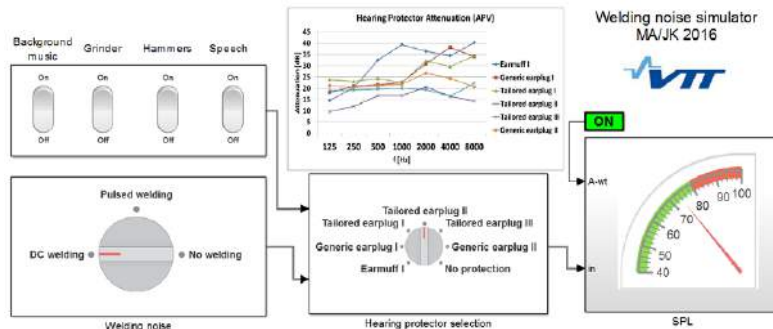 Background music
Grinder
Hammers
Speech
On
On
On
On
Off
Off
Off
Off
Hearing Protector Attenuation (APV)
Attenuation [dB]
45
40
35
30
25
20
15
10
5
0
125 250 500 1000 2000 4000 8000
f [Hz]
Earmuff I
Generic earplug I
Tailored earplug I
Tailored earplug II
Tailored earplug III
Generic earplug II
Welding noise simulator
MA/JK 2016
VTT
ON
Pulsed welding
DC welding
No welding
Welding noise
Tailored earplug II
Tailored earplug I
Tailored earplug III
Generic earplug I
Generic earplug II
Earmuff I
No protection
Hearing protector selection
A-wt
in
40
50
60
70
80
90
100
SPL